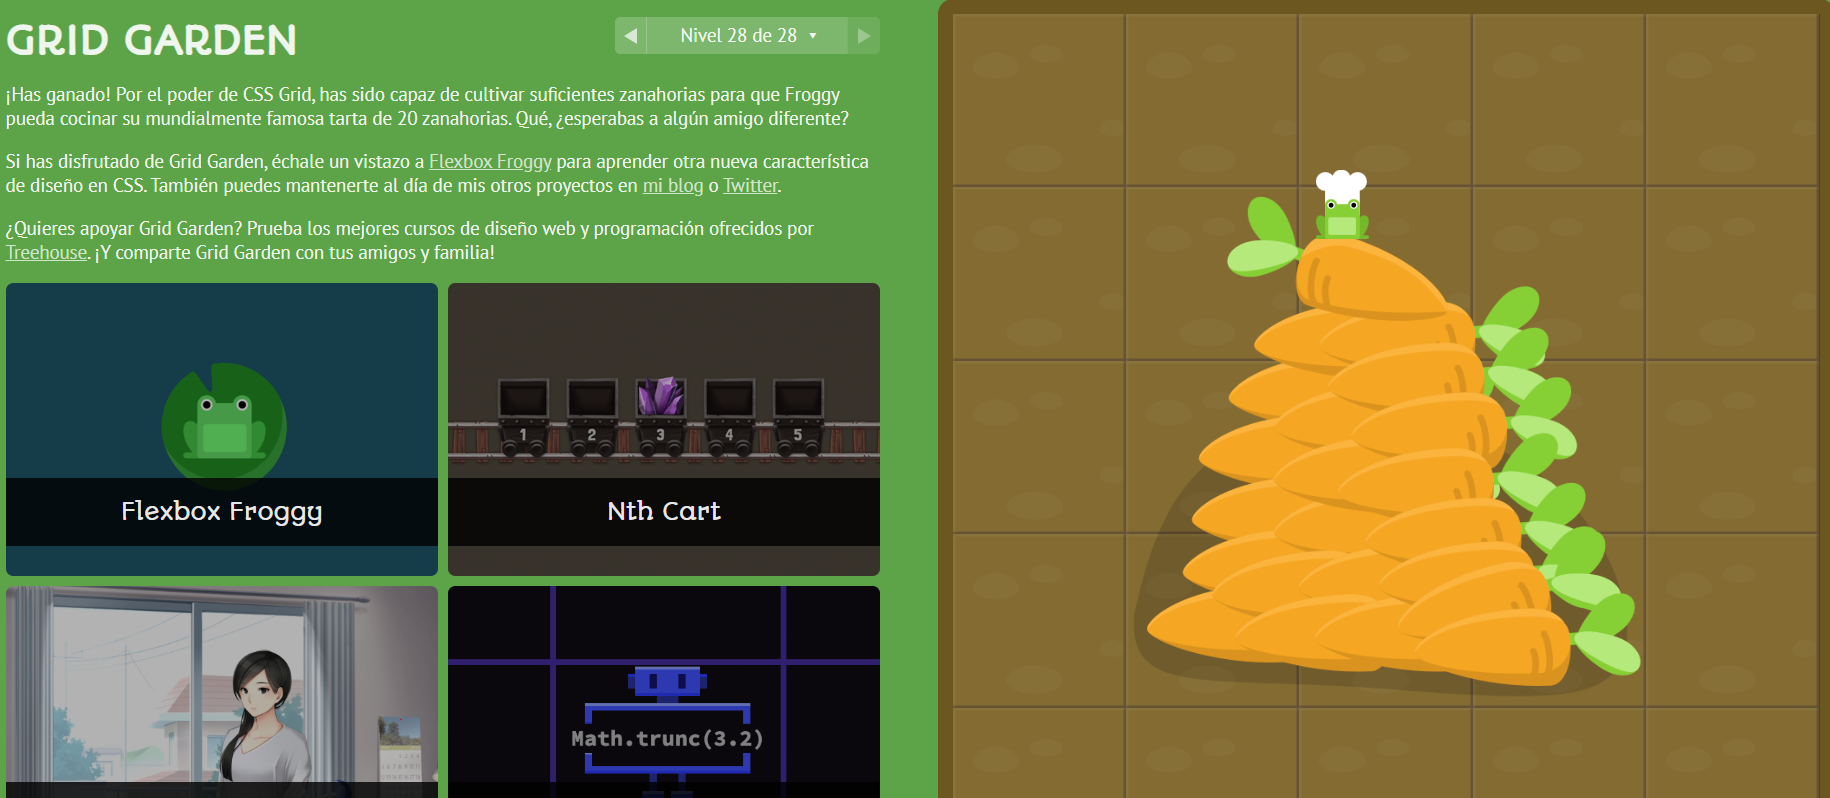 GRID GARDEN
◀ Nivel 28 de 28 ▼ ▶
¡Has ganado! Por el poder de CSS Grid, has sido capaz de cultivar suficientes zanahorias para que Froggy
pueda cocinar su mundialmente famosa tarta de 20 zanahorias. Qué, ¿esperabas a algún amigo diferente?
Si has disfrutado de Grid Garden, échale un vistazo a Flexbox Froggy para aprender otra nueva característica
de diseño en CSS. También puedes mantenerte al día de mis otros proyectos en mi blog o Twitter.
¿Quieres apoyar Grid Garden? Prueba los mejores cursos de diseño web y programación ofrecidos por
Treehouse. ¡Y comparte Grid Garden con tus amigos y familia!
Flexbox Froggy
1 2 3 4 5
Nth Cart
Math.trunc(3.2)